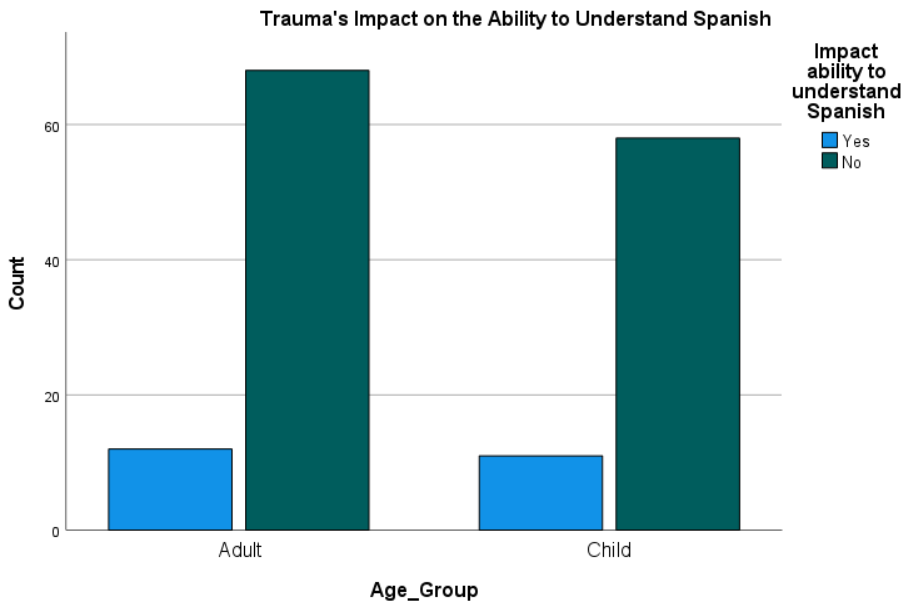 Trauma's Impact on the Ability to Understand Spanish
Impact
ability to
understand
Spanish
Yes
No
60
40
20
0
Count
Adult Child
Age_Group